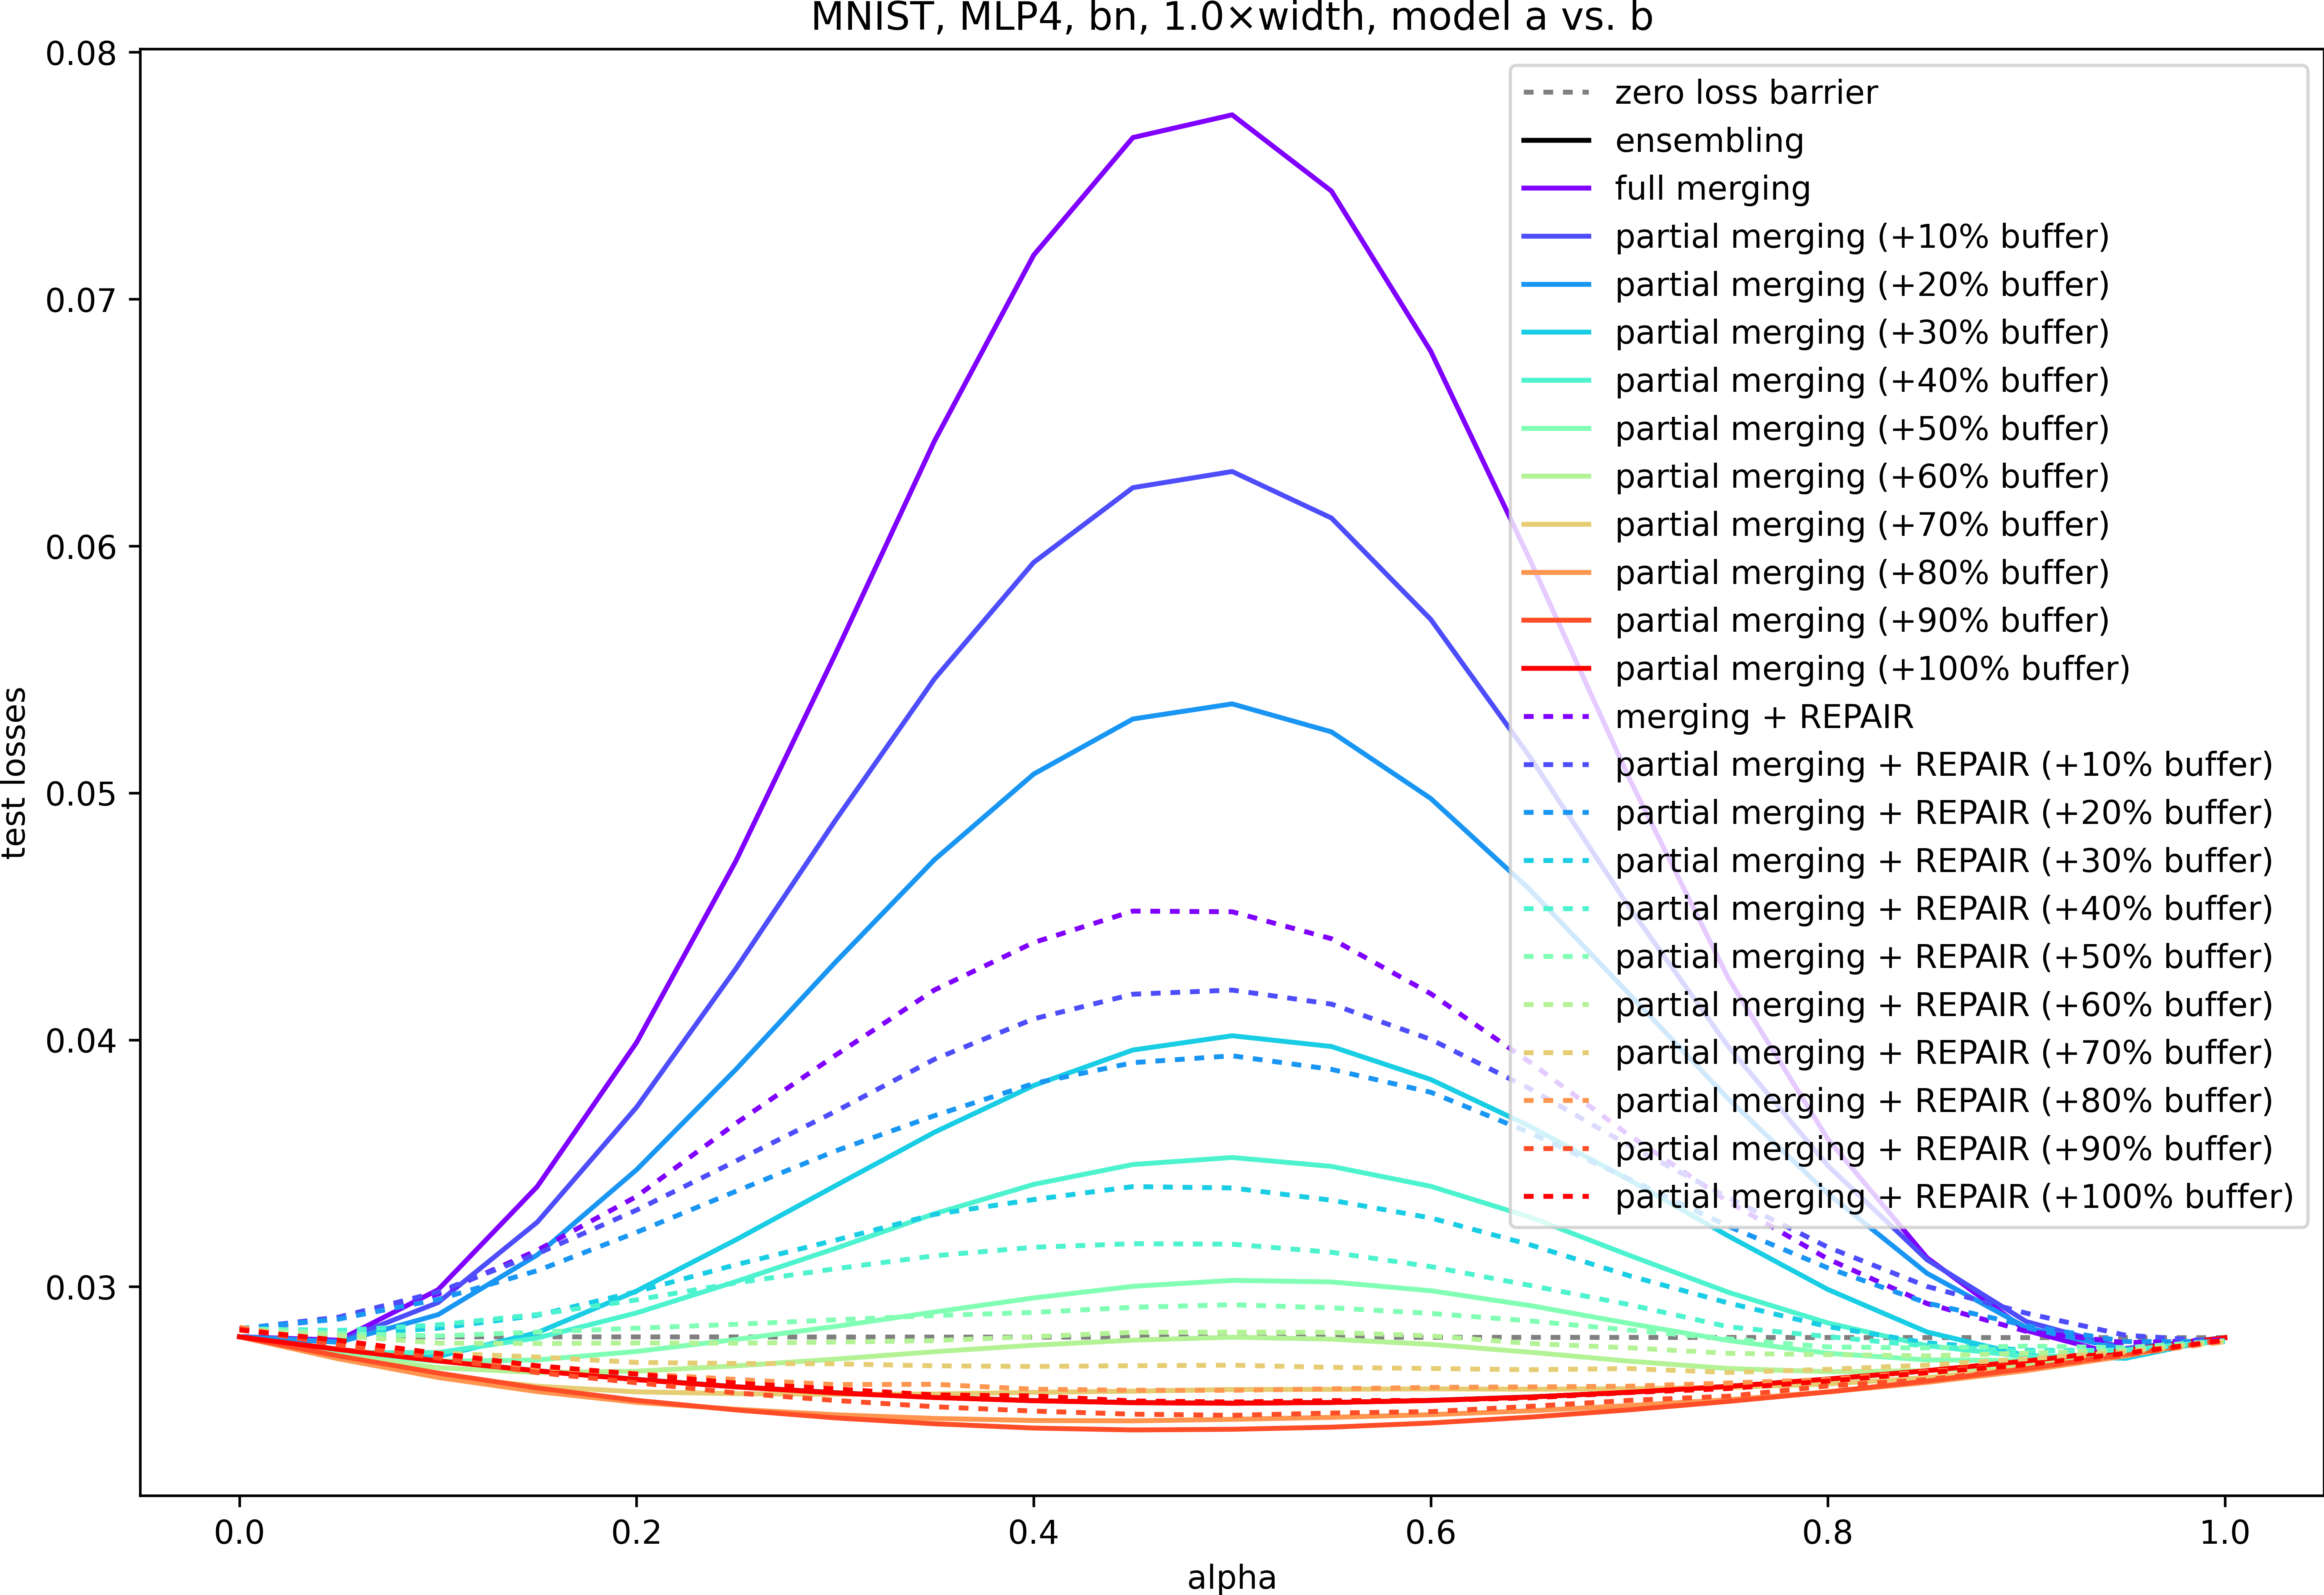 MNIST, MLP4, bn, 1.0×width, model a vs. b
0.08
0.07
0.06
0.05
0.04
0.03
test losses
zero loss barrier
ensembling
full merging
partial merging (+10% buffer)
partial merging (+20% buffer)
partial merging (+30% buffer)
partial merging (+40% buffer)
partial merging (+50% buffer)
partial merging (+60% buffer)
partial merging (+70% buffer)
partial merging (+80% buffer)
partial merging (+90% buffer)
partial merging (+100% buffer)
merging + REPAIR
partial merging + REPAIR (+10% buffer)
partial merging + REPAIR (+20% buffer)
partial merging + REPAIR (+30% buffer)
partial merging + REPAIR (+40% buffer)
partial merging + REPAIR (+50% buffer)
partial merging + REPAIR (+60% buffer)
partial merging + REPAIR (+70% buffer)
partial merging + REPAIR (+80% buffer)
partial merging + REPAIR (+90% buffer)
partial merging + REPAIR (+100% buffer)
0.0 0.2 0.4 0.6 0.8 1.0
alpha